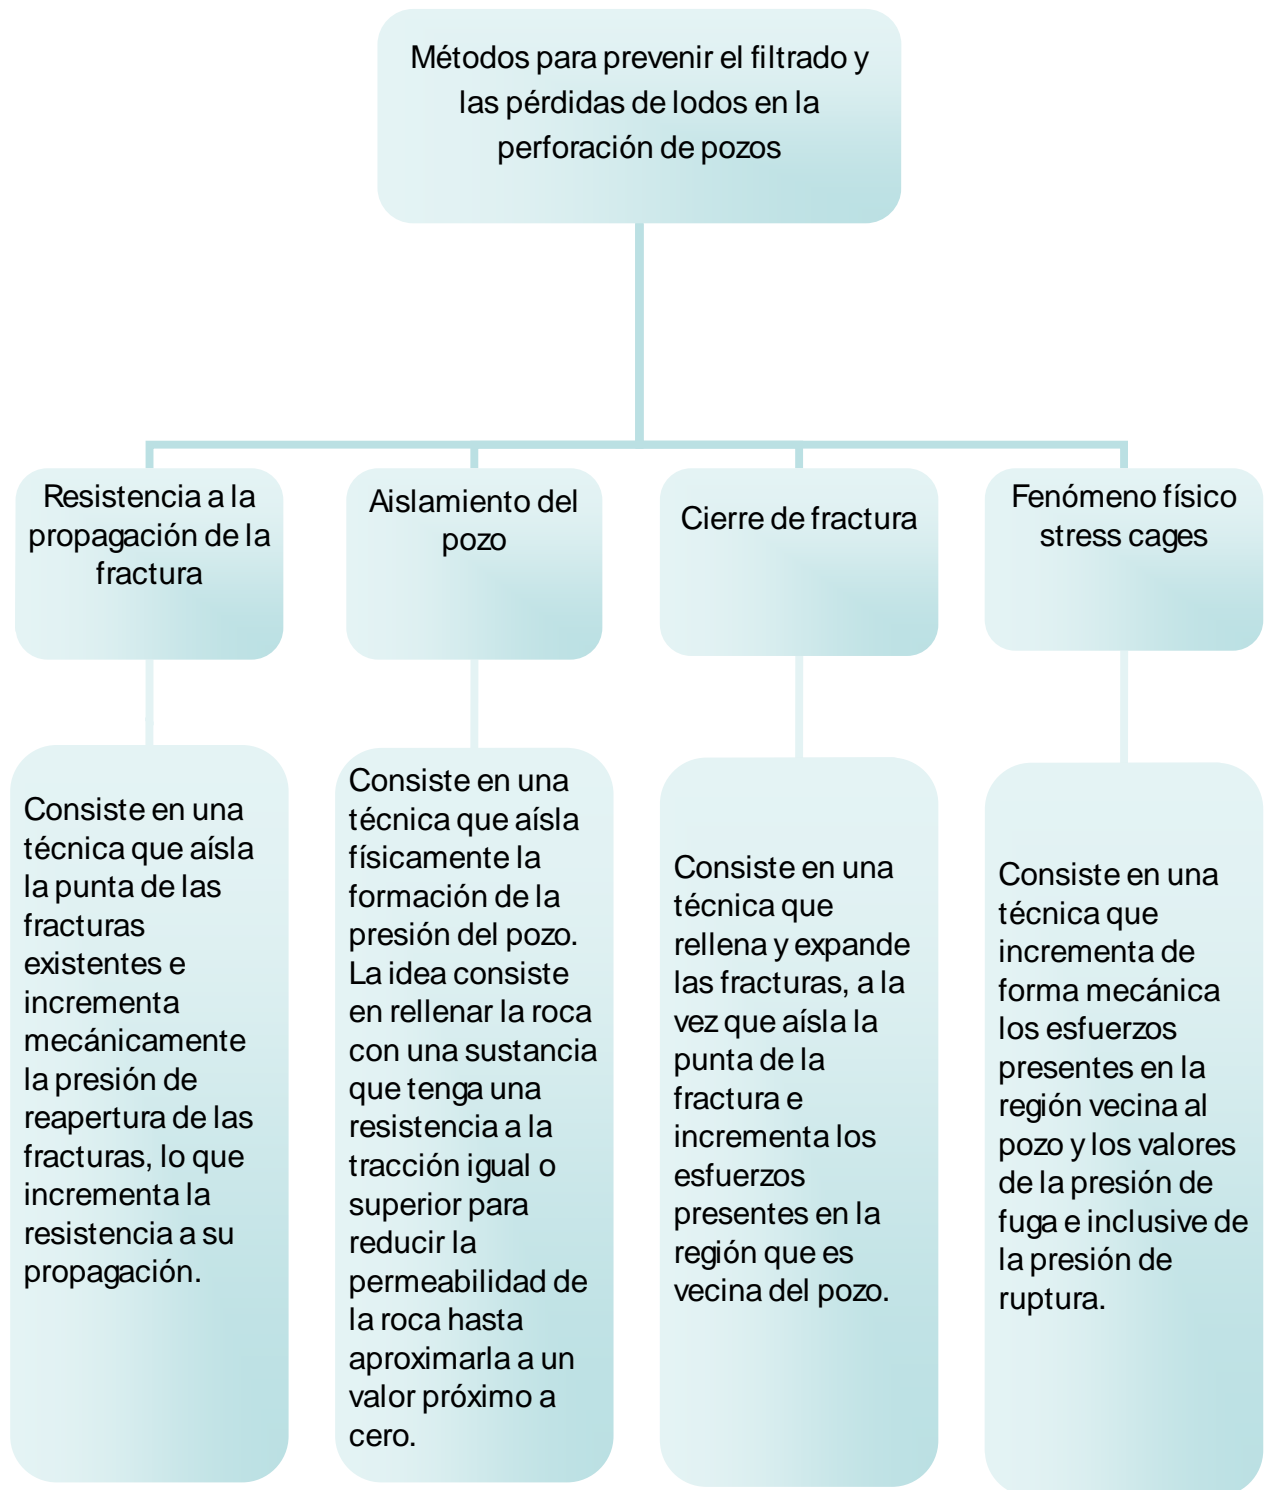 Métodos para prevenir el filtrado y
las pérdidas de lodos en la
perforación de pozos
Resistencia a la
propagación de la
fractura
Aislamiento del
pozo
Cierre de fractura
Fenómeno físico
stress cages
Consiste en una
técnica que aísla
la punta de las
fracturas
existentes e
incrementa
mecánicamente
la presión de
reapertura de las
fracturas, lo que
incrementa la
resistencia a su
propagación.
Consiste en una
técnica que aísla
físicamente la
formación de la
presión del pozo.
La idea consiste
en rellenar la roca
con una sustancia
que tenga una
resistencia a la
tracción igual o
superior para
reducir la
permeabilidad de
la roca hasta
aproximarla a un
valor próximo a
cero.
Consiste en una
técnica que
rellena y expande
las fracturas, a la
vez que aísla la
punta de la
fractura e
incrementa los
esfuerzos
presentes en la
región que es
vecina del pozo.
Consiste en una
técnica que
incrementa de
forma mecánica
los esfuerzos
presentes en la
región vecina al
pozo y los valores
de la presión de
fuga e inclusive de
la presión de
ruptura.